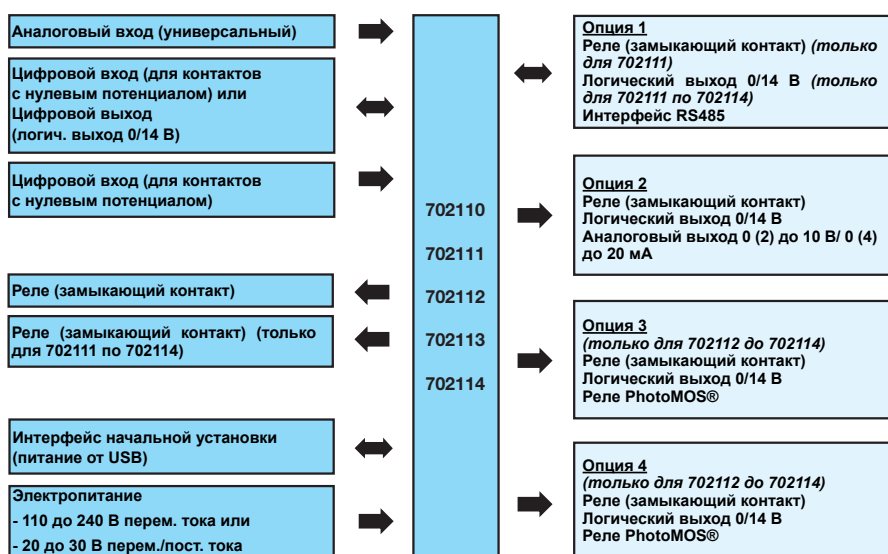 Аналоговый вход (универсальный)
Цифровой вход (для контактов
с нулевым потенциалом) или
Цифровой выход
(логич. выход 0/14 В)
Цифровой вход (для контактов
с нулевым потенциалом)
Реле (замыкающий контакт)
Реле (замыкающий контакт) (только
для 702111 по 702114)
Интерфейс начальной установки
(питание от USB)
Электропитание
- 110 до 240 В перем. тока или
- 20 до 30 В перем./пост. тока
702110
702111
702112
702113
702114
Опция 1
Реле (замыкающий контакт) (только
для 702111)
Логический выход 0/14 В (только
для 702111 по 702114)
Интерфейс RS485
Опция 2
Реле (замыкающий контакт)
Логический выход 0/14 В
Аналоговый выход 0 (2) до 10 В/ 0 (4)
до 20 мА
Опция 3
(только для 702112 до 702114)
Реле (замыкающий контакт)
Логический выход 0/14 В
Реле PhotoMOS®
Опция 4
(только для 702112 до 702114)
Реле (замыкающий контакт)
Логический выход 0/14 В
Реле PhotoMOS®